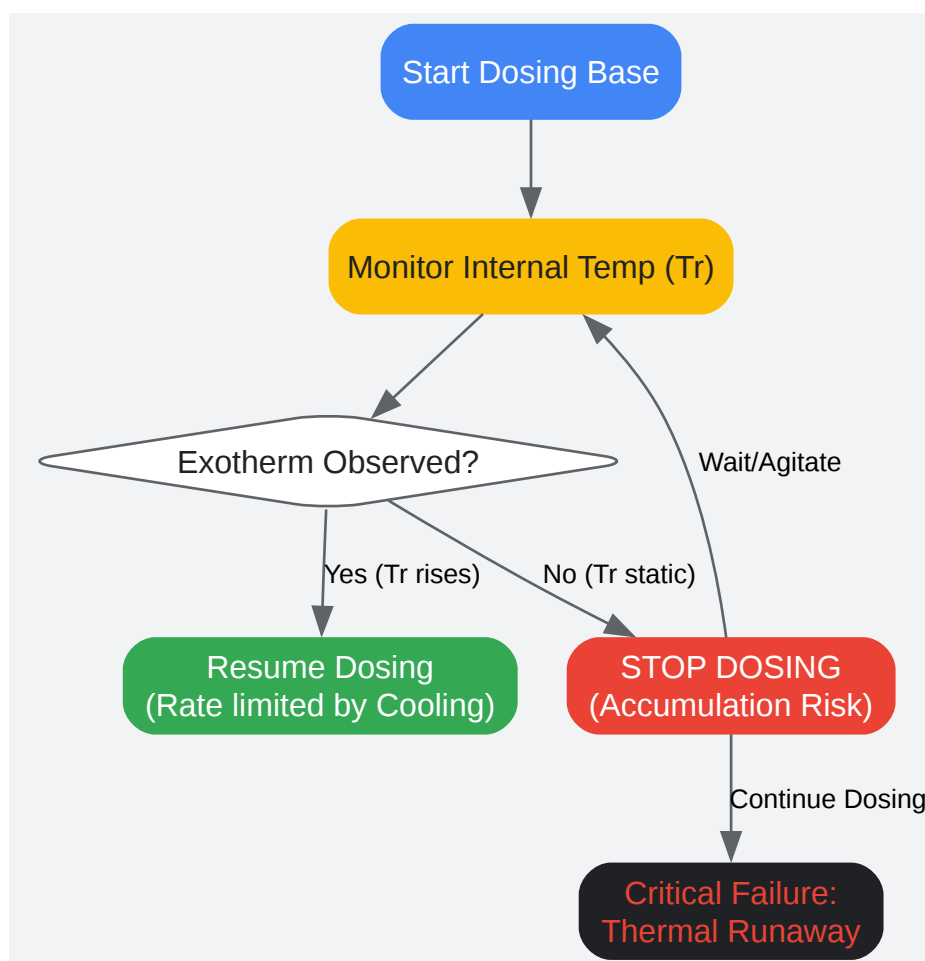 Start Dosing Base
Monitor Internal Temp (Tr)
Exotherm Observed?
Wait/Agitate
Yes (Tr rises)
No (Tr static)
Resume Dosing
(Rate limited by Cooling)
STOP DOSING
(Accumulation Risk)
Continue Dosing
Critical Failure:
Thermal Runaway